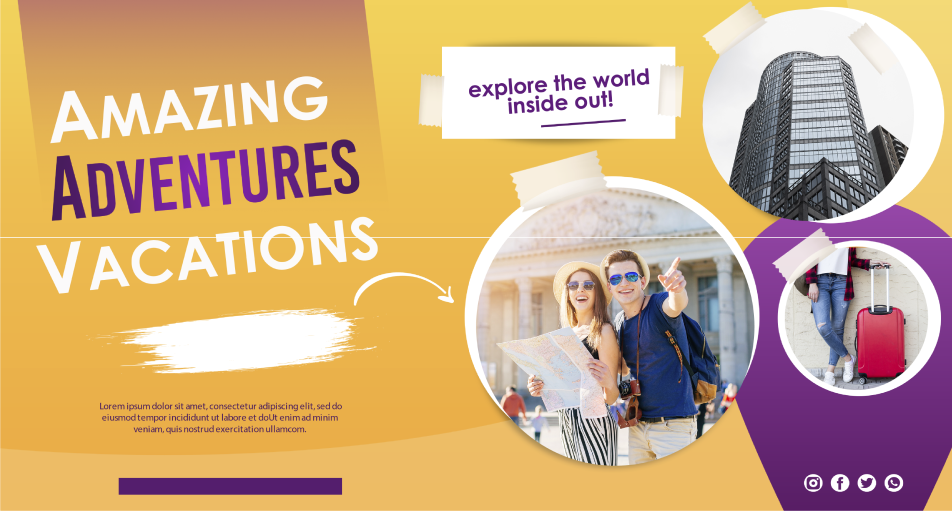 AMAZING
ADVENTURES
VACATIONS
explore the world
inside out!
Lorem ipsum dolor sit amet, consectetur adipiscing elit, sed do
eiusmod tempor incididunt ut labore et doUt enim ad minim
veniam, quis nostrud exercitation ullamcom.